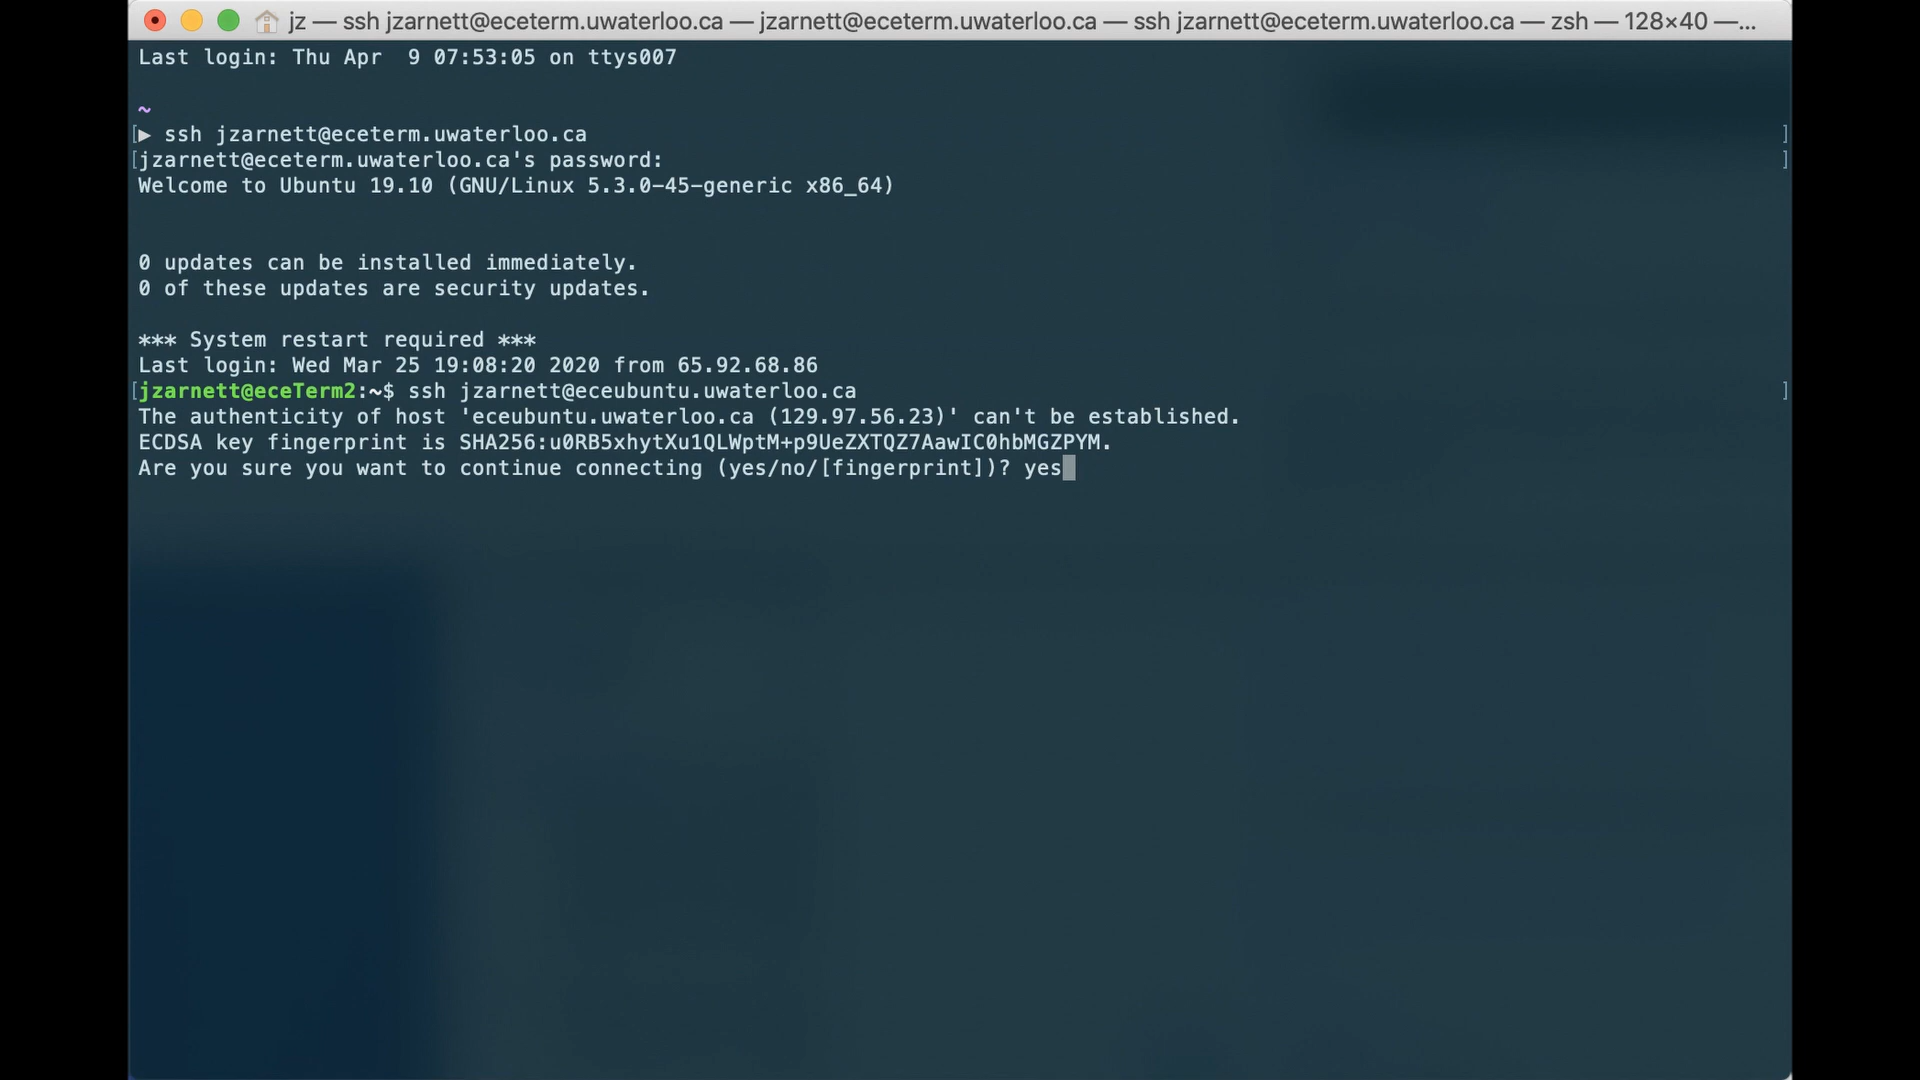 jz — ssh jzarnett@eceterm.uwaterloo.ca — jzarnett@eceterm.uwaterloo.ca — ssh jzarnett@eceterm.uwaterloo.ca — zsh — 128×40 —...
Last login: Thu Apr  9 07:53:05 on ttys007
~
[▶ ssh jzarnett@eceterm.uwaterloo.ca ]
[jzarnett@eceterm.uwaterloo.ca's password: ]
Welcome to Ubuntu 19.10 (GNU/Linux 5.3.0-45-generic x86_64)
0 updates can be installed immediately.
0 of these updates are security updates.
*** System restart required ***
Last login: Wed Mar 25 19:08:20 2020 from 65.92.68.86
[jzarnett@eceTerm2:~$ ssh jzarnett@eceubuntu.uwaterloo.ca ]
The authenticity of host 'eceubuntu.uwaterloo.ca (129.97.56.23)' can't be established.
ECDSA key fingerprint is SHA256:u0RB5xhytXu1QLWptM+p9UeZXTQZ7AawIC0hbMGZPYM.
Are you sure you want to continue connecting (yes/no/[fingerprint])? yes